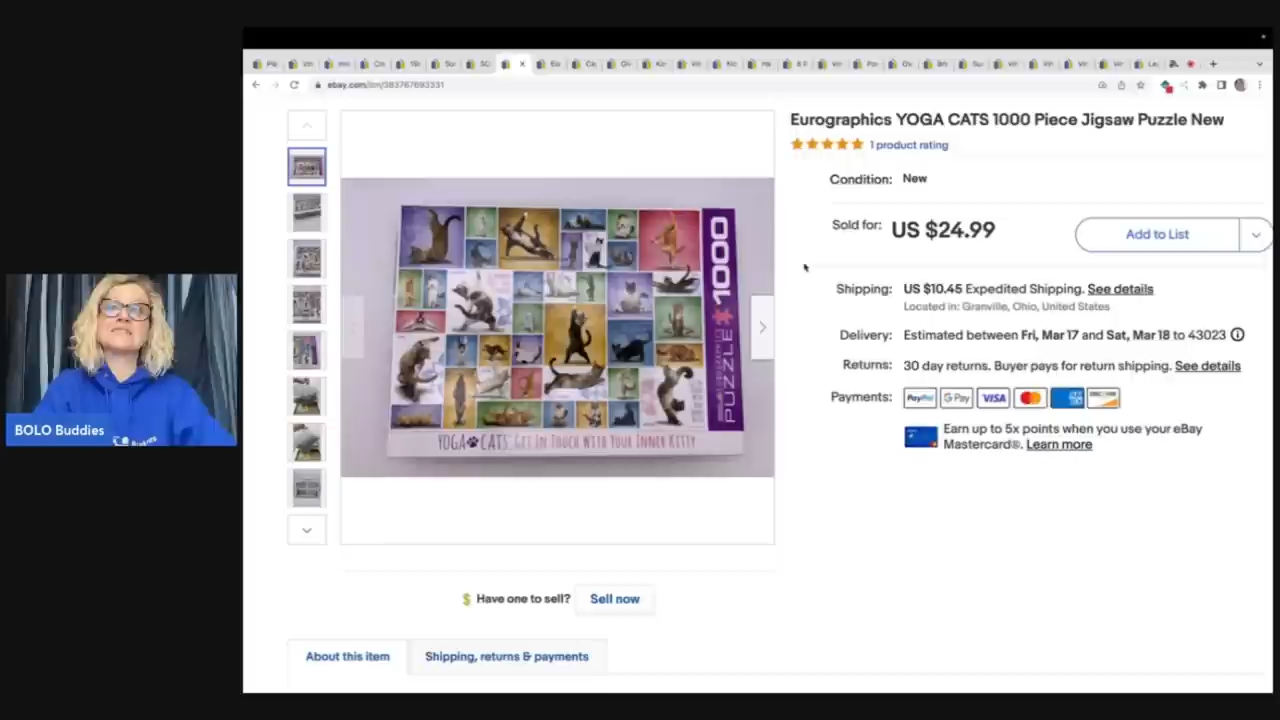 ebay.com/itm/383767693331
Eurographics YOGA CATS 1000 Piece Jigsaw Puzzle New
1 product rating
Condition: New
Sold for: US $24.99
Add to List
Shipping: US $10.45 Expedited Shipping. See details
Located in: Granville, Ohio, United States
Delivery: Estimated between Fri, Mar 17 and Sat, Mar 18 to 43023
Returns: 30 day returns. Buyer pays for return shipping. See details
Payments: PayPal G Pay VISA
Earn up to 5x points when you use your eBay
Mastercard®. Learn more
PUZZLE 1000
YOGA CATS GET IN TOUCH WITH YOUR INNER KITTY
BOLO Buddies
$ Have one to sell? Sell now
About this item
Shipping, returns & payments